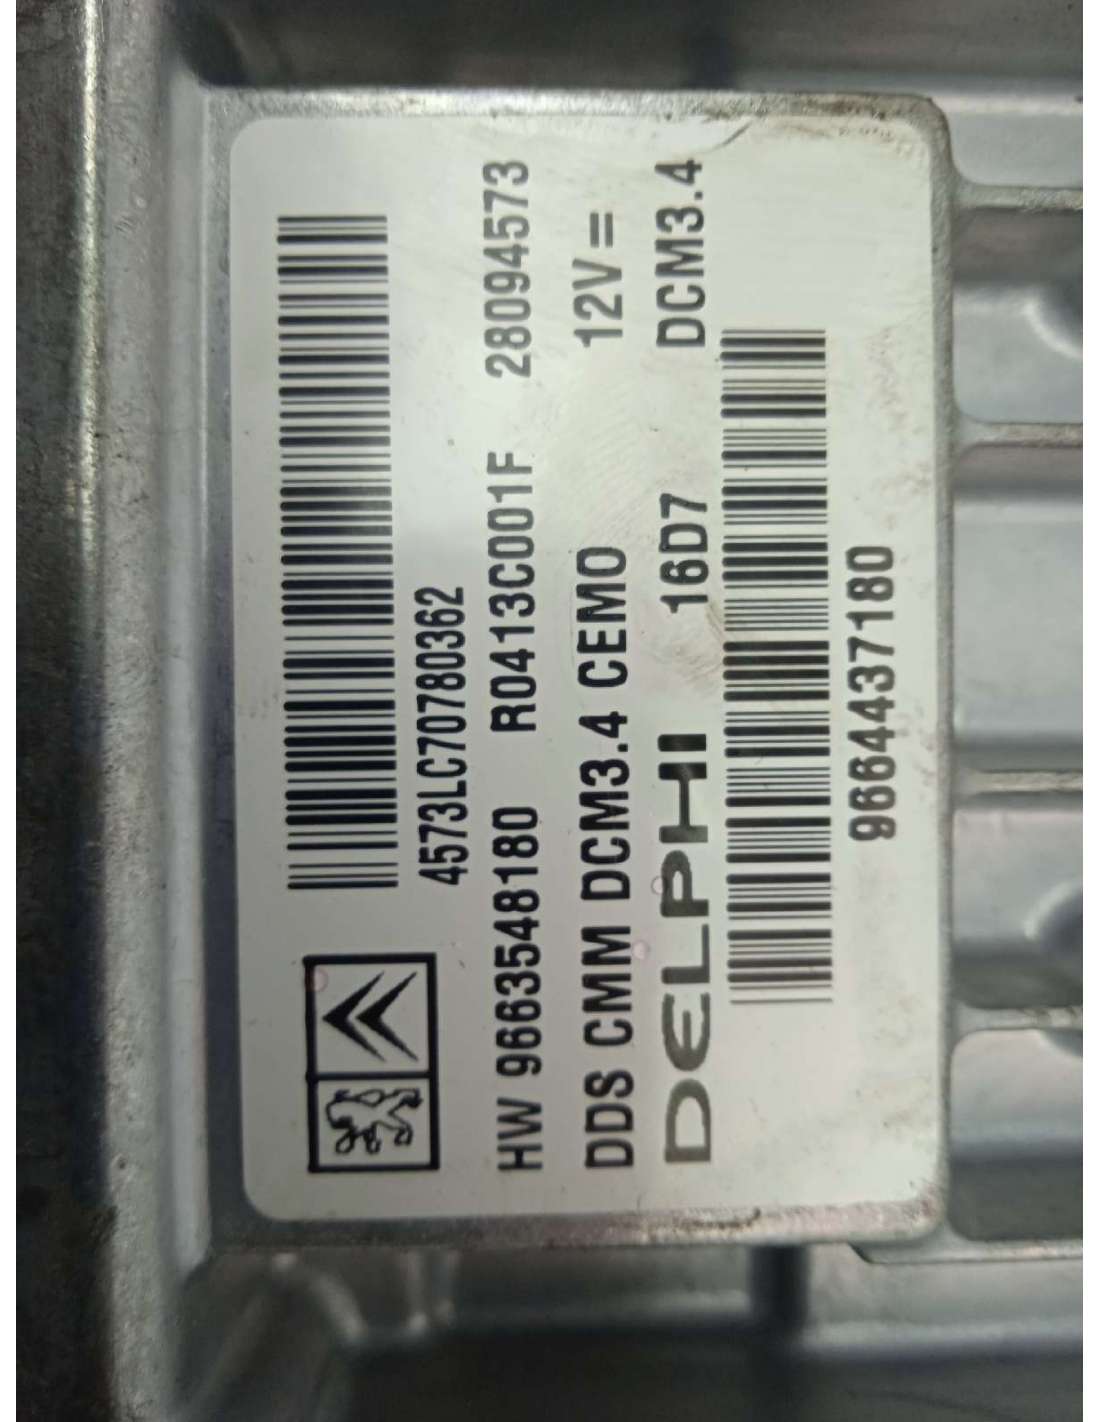 4573LC70780362
HW 9663548180 R0413C001F 28094573
DDS CMM DCM3.4 CEMO 12V=
DELPHI 16D7 DCM3.4
9664437180